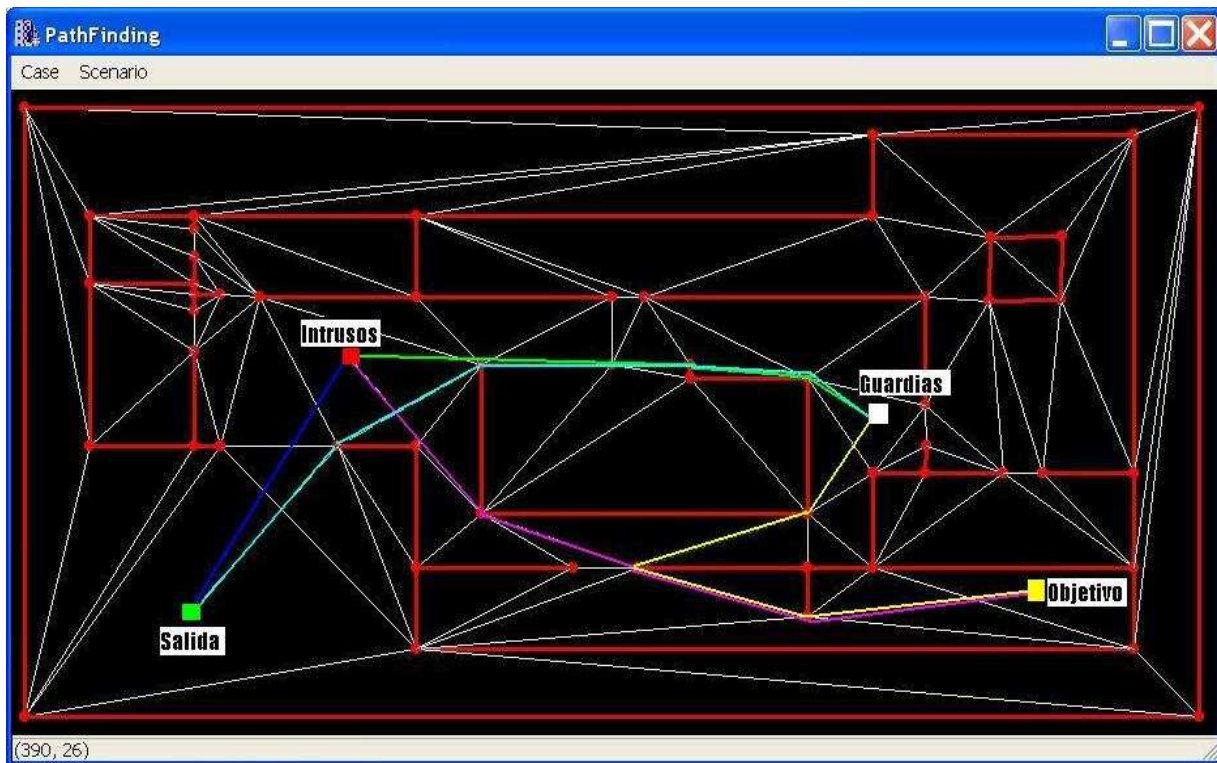 PathFinding
Case Scenario
Intrusos
Guardias
Objetivo
Salida
(390, 26)